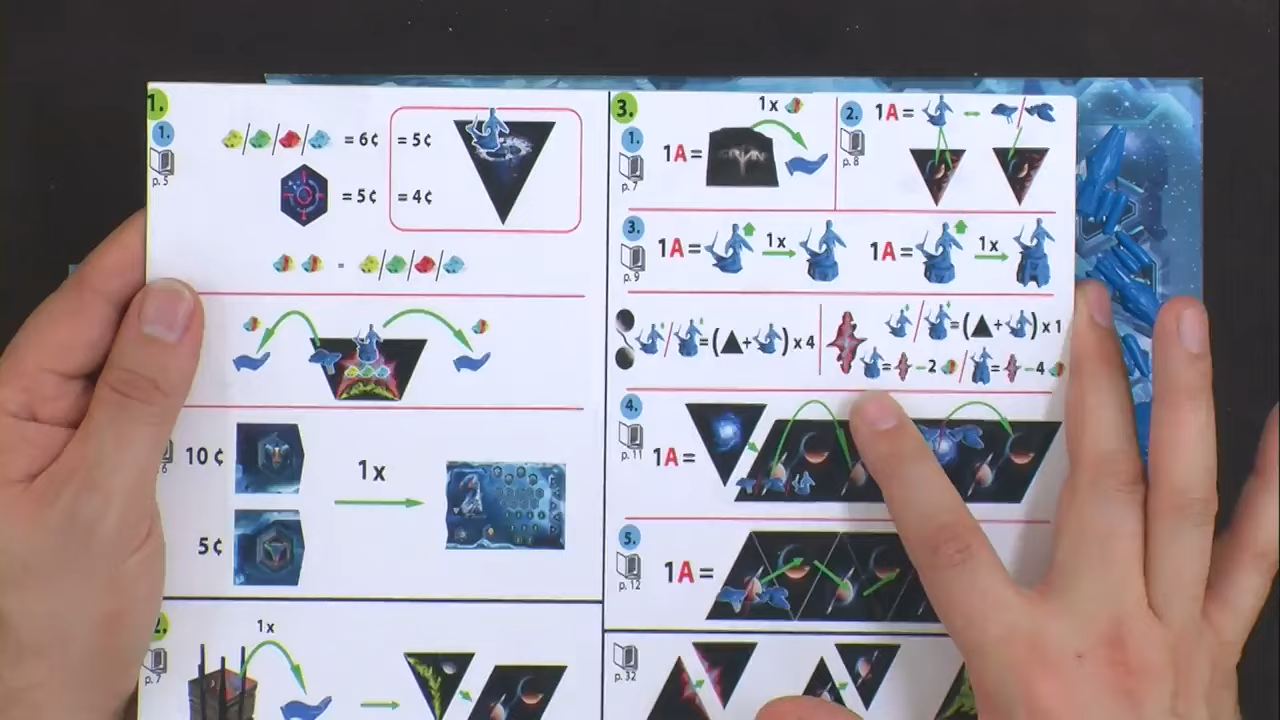 1.
1.
p.5
= 6¢
= 5¢
= 5¢
= 4¢
10 ¢
1x
5¢
2.
p.7
1x
3.
1.
p.7
1A =
1x
2.
p.8
1A =
3.
p.9
1A =
1x
1A =
1x
/ = ( + ) x 4
/ = ( + ) x 1
= - 2 / = - 4
4.
p.11
1A =
5.
p.12
1A =
p.32